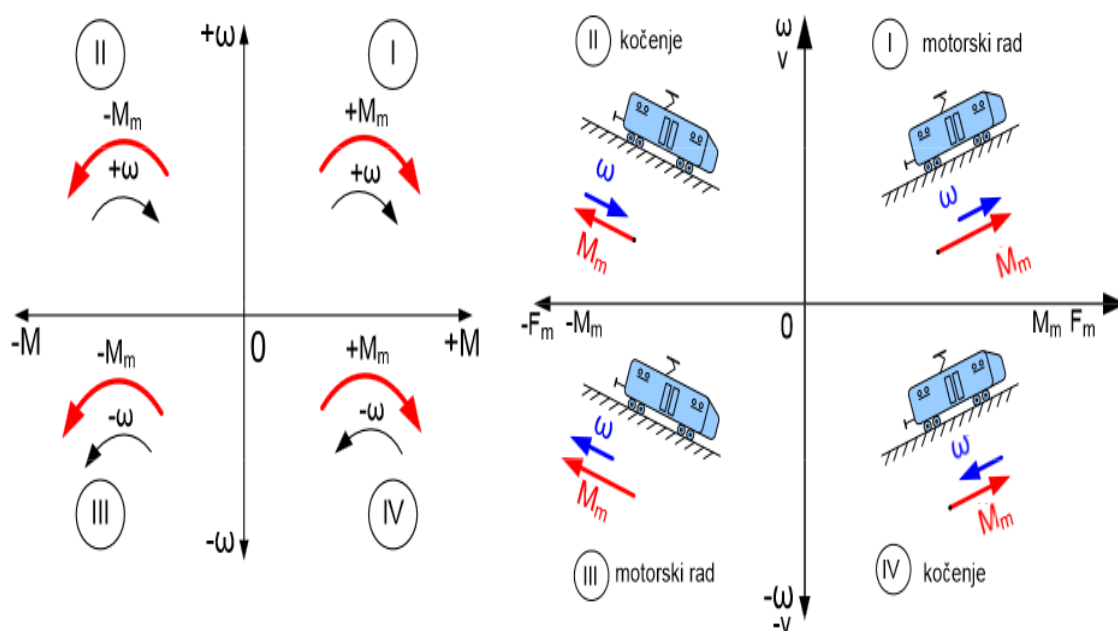 II
+ω
I
-Mm
+ω
+Mm
+ω
-M
0
+M
-Mm
-ω
+Mm
-ω
III
-ω
IV
II kočenje
ω
v
I motorski rad
ω
Mm
ω
Mm
-Fm -Mm
0
Mm Fm
ω
Mm
ω
Mm
III motorski rad
-ω
-v
IV kočenje